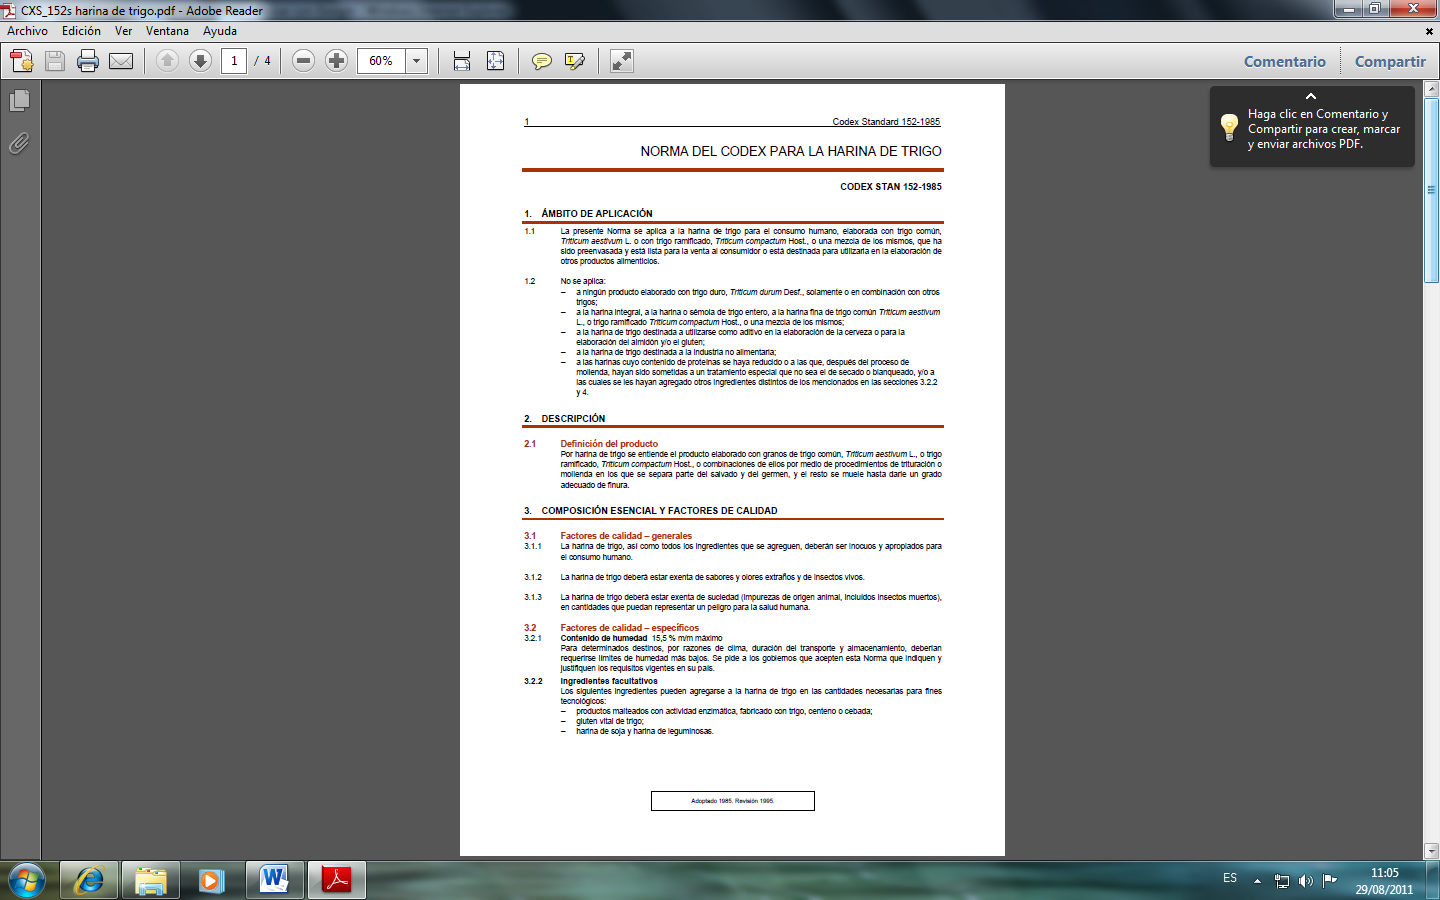 CXS_152s harina de trigo.pdf - Adobe Reader
Archivo Edición Ver Ventana Ayuda
1 / 4 60% Comentario Compartir
Haga clic en Comentario y
Compartir para crear, marcar
y enviar archivos PDF.
1 Codex Standard 152-1985
NORMA DEL CODEX PARA LA HARINA DE TRIGO
CODEX STAN 152-1985
1. ÁMBITO DE APLICACIÓN
1.1 La presente Norma se aplica a la harina de trigo para el consumo humano, elaborada con trigo común,
Triticum aestivum L. o con trigo ramificado, Triticum compactum Host., o una mezcla de los mismos, que ha
sido preenvasada y está lista para la venta al consumidor o está destinada para utilizarla en la elaboración de
otros productos alimenticios.
1.2 No se aplica:
– a ningún producto elaborado con trigo duro, Triticum durum Desf., solamente o en combinación con otros
trigos;
– a la harina integral, a la harina o sémola de trigo entero, a la harina fina de trigo común Triticum aestivum
L., o trigo ramificado Triticum compactum Host., o una mezcla de los mismos;
– a la harina de trigo destinada a utilizarse como aditivo en la elaboración de la cerveza o para la
elaboración del almidón y/o el gluten;
– a la harina de trigo destinada a la industria no alimentaria;
– a las harinas cuyo contenido de proteínas se haya reducido o a las que, después del proceso de
molienda, hayan sido sometidas a un tratamiento especial que no sea el de secado o blanqueado, y/o a
las cuales se les hayan agregado otros ingredientes distintos de los mencionados en las secciones 3.2.2
y 4.
2. DESCRIPCIÓN
2.1 Definición del producto
Por harina de trigo se entiende el producto elaborado con granos de trigo común, Triticum aestivum L., o trigo
ramificado, Triticum compactum Host., o combinaciones de ellos por medio de procedimientos de trituración o
molienda en los que se separa parte del salvado y del germen, y el resto se muele hasta darle un grado
adecuado de finura.
3. COMPOSICIÓN ESENCIAL Y FACTORES DE CALIDAD
3.1 Factores de calidad – generales
3.1.1 La harina de trigo, así como todos los ingredientes que se agreguen, deberán ser inocuos y apropiados para
el consumo humano.
3.1.2 La harina de trigo deberá estar exenta de sabores y olores extraños y de insectos vivos.
3.1.3 La harina de trigo deberá estar exenta de suciedad (impurezas de origen animal, incluidos insectos muertos),
en cantidades que puedan representar un peligro para la salud humana.
3.2 Factores de calidad – específicos
3.2.1 Contenido de humedad 15,5 % m/m máximo
Para determinados destinos, por razones de clima, duración del transporte y almacenamiento, deberían
requerirse límites de humedad más bajos. Se pide a los gobiernos que acepten esta Norma que indiquen y
justifiquen los requisitos vigentes en su país.
3.2.2 Ingredientes facultativos
Los siguientes ingredientes pueden agregarse a la harina de trigo en las cantidades necesarias para fines
tecnológicos:
– productos malteados con actividad enzimática, fabricado con trigo, centeno o cebada;
– gluten vital de trigo;
– harina de soja y harina de leguminosas.
Adoptado 1985. Revisión 1995.
ES
11:05
29/08/2011